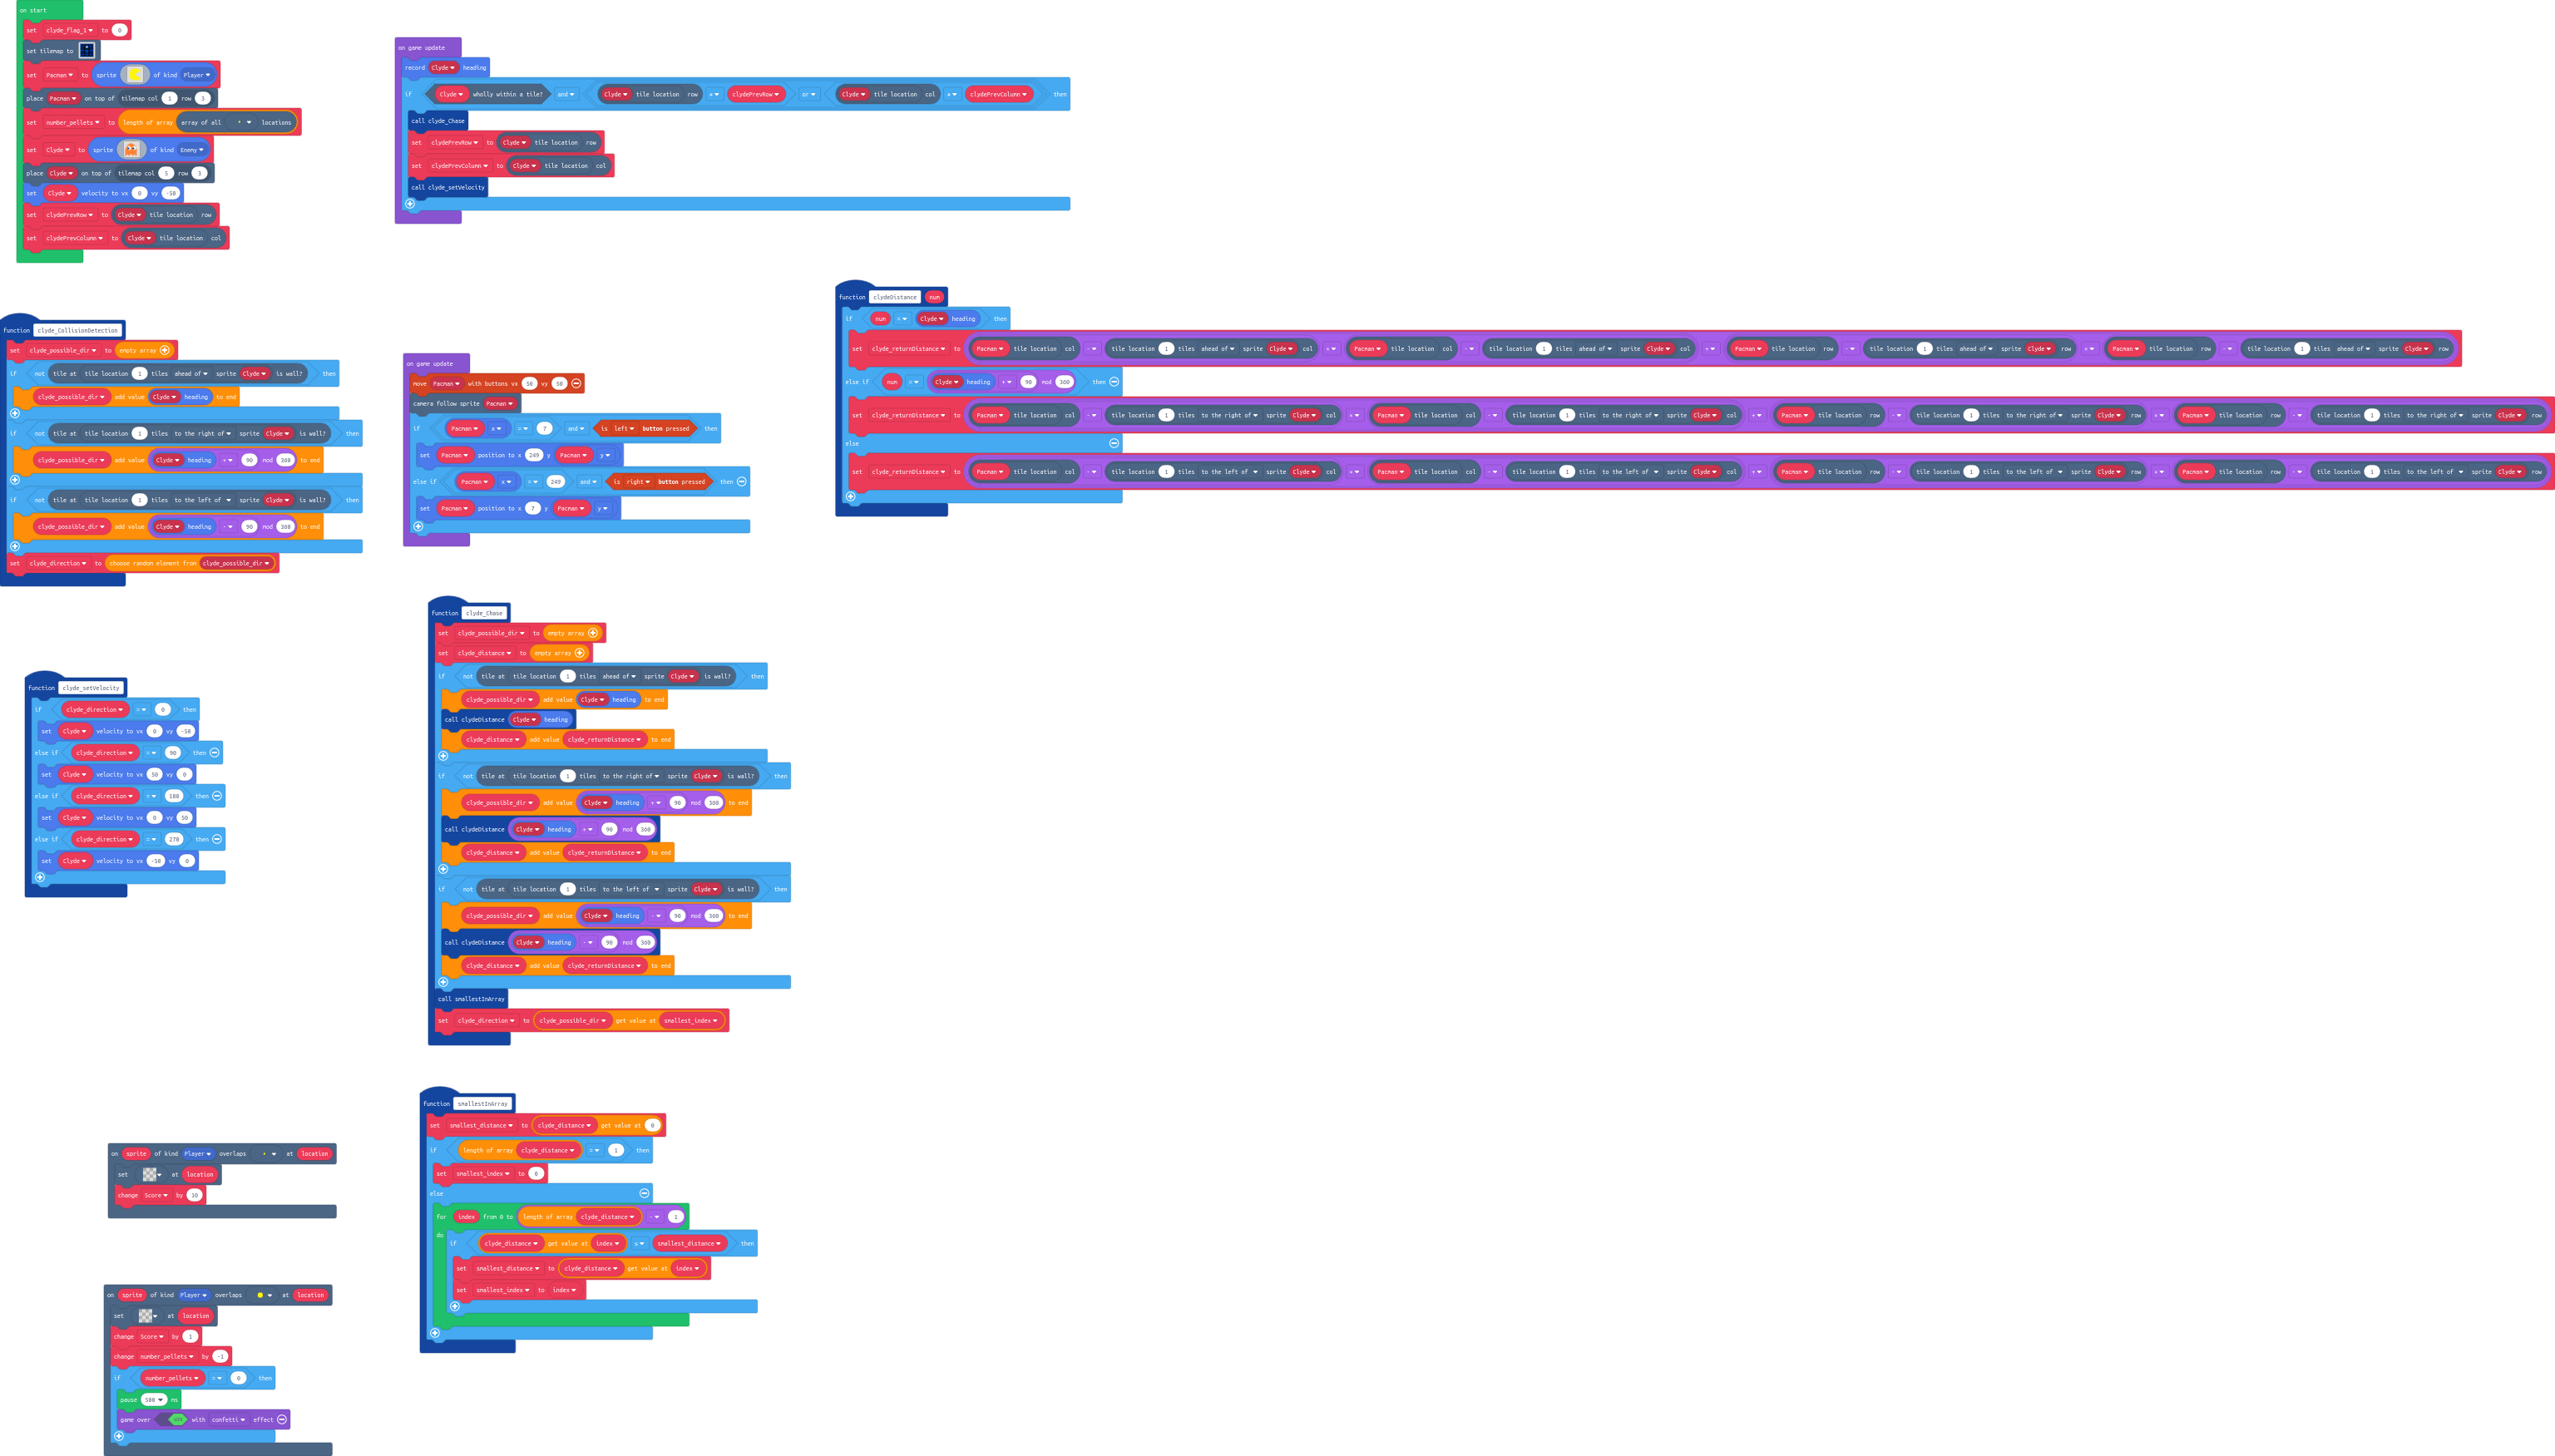 on start
set clyde_flag_1 to 0
set tilemap to
set Pacman to sprite of kind Player
place Pacman on top of tilemap col 1 row 3
set number_pellets to length of array array of all locations
set Clyde to sprite of kind Enemy
place Clyde on top of tilemap col 5 row 3
set Clyde velocity to vx 0 vy -50
set clydePrevRow to Clyde tile location row
set clydePrevColumn to Clyde tile location col
on game update
record Clyde heading
if Clyde wholly within a tile? and Clyde tile location row clydePrevRow or Clyde tile location col clydePrevColumn then
call clyde_Chase
set clydePrevRow to Clyde tile location row
set clydePrevColumn to Clyde tile location col
call clyde_setVelocity
function clydeDistance num
if num = Clyde heading then
set clyde_returnDistance to Pacman tile location col - tile location 1 tiles ahead of sprite Clyde col Pacman tile location col - tile location 1 tiles ahead of sprite Clyde col + Pacman tile location row - tile location 1 tiles ahead of sprite Clyde row Pacman tile location row - tile location 1 tiles ahead of sprite Clyde row
else if num = Clyde heading + 90 mod 360 then
set clyde_returnDistance to Pacman tile location col - tile location 1 tiles to the right of sprite Clyde col × Pacman tile location col - tile location 1 tiles to the right of sprite Clyde col + Pacman tile location row - tile location 1 tiles to the right of sprite Clyde row × Pacman tile location row - tile location 1 tiles to the right of sprite Clyde row
else
set clyde_returnDistance to Pacman tile location col - tile location 1 tiles to the left of sprite Clyde col × Pacman tile location col - tile location 1 tiles to the left of sprite Clyde col + Pacman tile location row - tile location 1 tiles to the left of sprite Clyde row × Pacman tile location row - tile location 1 tiles to the left of sprite Clyde row
function clyde_CollisionDetection
set clyde_possible_dir to empty array
if not tile at tile location 1 tiles ahead of sprite Clyde is wall? then
clyde_possible_dir add value Clyde heading to end
if not tile at tile location 1 tiles to the right of sprite Clyde is wall? then
clyde_possible_dir add value Clyde heading + 90 mod 360 to end
if not tile at tile location 1 tiles to the left of sprite Clyde is wall? then
clyde_possible_dir add value Clyde heading - 90 mod 360 to end
set clyde_direction to choose random element from clyde_possible_dir
on game update
move Pacman with buttons vx 50 vy 50
camera follow sprite Pacman
if Pacman x = 7 and is left button pressed then
set Pacman position to x 249 y Pacman y
else if Pacman x = 249 and is right button pressed then
set Pacman position to x 7 y Pacman y
function clyde_Chase
set clyde_possible_dir to empty array
set clyde_distance to empty array
if not tile at tile location 1 tiles ahead of sprite Clyde is wall? then
clyde_possible_dir add value Clyde heading to end
call clydeDistance Clyde heading
clyde_distance add value clyde_returnDistance to end
if not tile at tile location 1 tiles to the right of sprite Clyde is wall? then
clyde_possible_dir add value Clyde heading + 90 mod 360 to end
call clydeDistance Clyde heading + 90 mod 360
clyde_distance add value clyde_returnDistance to end
if not tile at tile location 1 tiles to the left of sprite Clyde is wall? then
clyde_possible_dir add value Clyde heading - 90 mod 360 to end
call clydeDistance Clyde heading - 90 mod 360
clyde_distance add value clyde_returnDistance to end
call smallestInArray
set clyde_direction to clyde_possible_dir get value at smallest_index
function clyde_setVelocity
if clyde_direction = 0 then
set Clyde velocity to vx 0 vy -50
else if clyde_direction = 90 then
set Clyde velocity to vx 50 vy 0
else if clyde_direction = 180 then
set Clyde velocity to vx 0 vy 50
else if clyde_direction = 270 then
set Clyde velocity to vx -50 vy 0
function smallestInArray
set smallest_distance to clyde_distance get value at 0
if length of array clyde_distance = 1 then
set smallest_index to 0
else
for index from 0 to length of array clyde_distance - 1
do
if clyde_distance get value at index ≤ smallest_distance then
set smallest_distance to clyde_distance get value at index
set smallest_index to index
on sprite of kind Player overlaps at location
set at location
change Score by 10
on sprite of kind Player overlaps at location
set at location
change Score by 1
change number_pellets by -1
if number_pellets = 0 then
pause 500 ms
game over with confetti effect